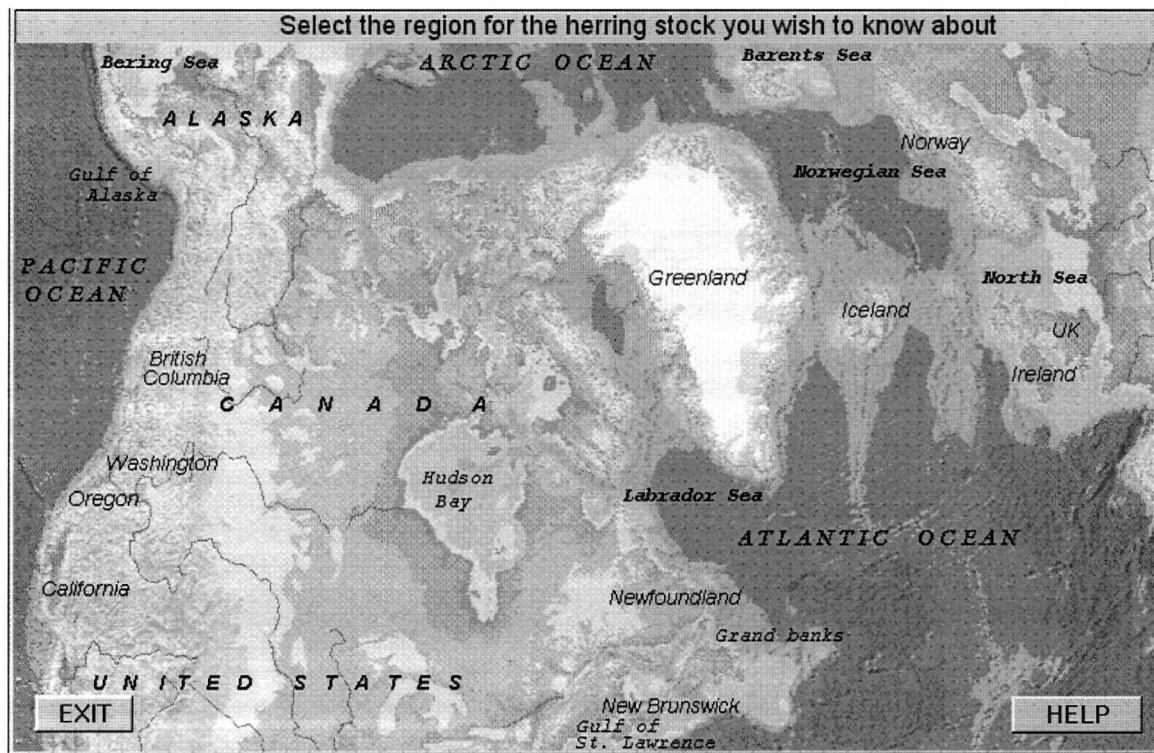 Select the region for the herring stock you wish to know about
Bering Sea
ARCTIC OCEAN
Barents Sea
ALASKA
Norway
Gulf of
Alaska
Norwegian Sea
PACIFIC
OCEAN
Greenland
North Sea
Iceland
UK
British
Columbia
Ireland
CANADA
Washington
Hudson
Bay
Oregon
Labrador Sea
ATLANTIC OCEAN
California
Newfoundland
Grand banks
UNITED STATES
New Brunswick
EXIT
HELP
Gulf of
St. Lawrence